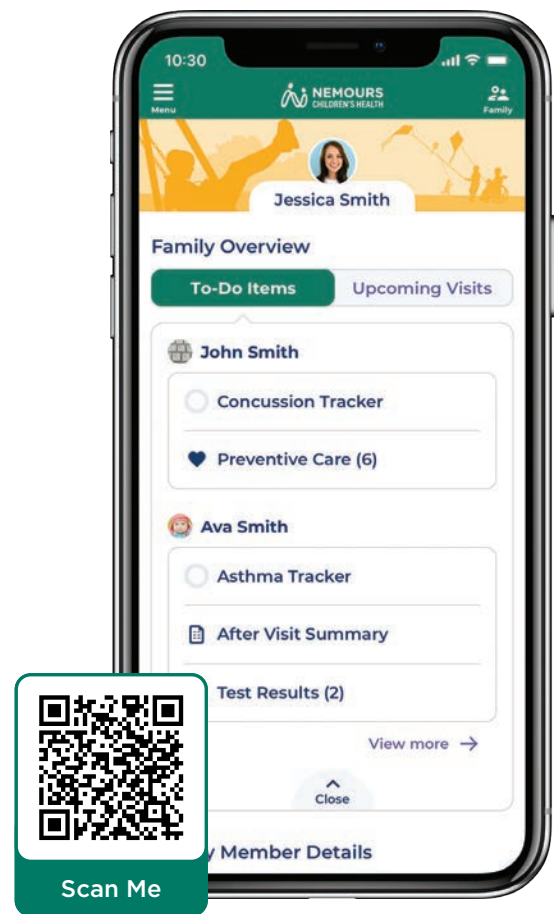 10:30
Menu
NEMOURS
CHILDREN'S HEALTH
Family
Jessica Smith
Family Overview
To-Do Items
Upcoming Visits
John Smith
Concussion Tracker
Preventive Care (6)
Ava Smith
Asthma Tracker
After Visit Summary
Test Results (2)
View more
Close
Member Details
Scan Me